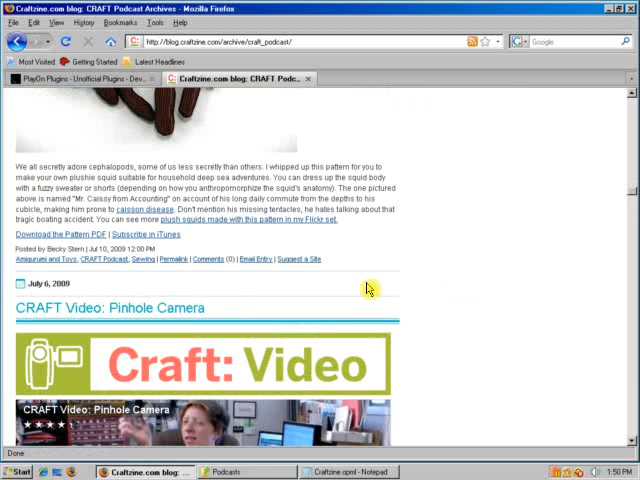 Craftzine.com blog: CRAFT Podcast Archives - Mozilla Firefox
File Edit View History Bookmarks Tools Help
http://blog.craftzine.com/archive/craft_podcast/
Google
Most Visited Getting Started Latest Headlines
PlayOn Plugins - Unofficial Plugins - Dev... Craftzine.com blog: CRAFT Podc...
We all secretly adore cephalopods, some of us less secretly than others. I whipped up this pattern for you to
make your own plushie squid suitable for household deep sea adventures. You can dress up the squid body
with a fuzzy sweater or shorts (depending on how you anthropomorphize the squid's anatomy). The one pictured
above is named "Mr. Caissy from Accounting" on account of his long daily commute from the depths to his
cubicle, making him prone to caisson disease. Don't mention his missing tentacles, he hates talking about that
tragic boating accident. You can see more plush squids made with this pattern in my Flickr set.
Download the Pattern PDF | Subscribe in iTunes
Posted by Becky Stern | Jul 10, 2009 12:00 PM
Amigurumi and Toys, CRAFT Podcast, Sewing | Permalink | Comments (0) | Email Entry | Suggest a Site
July 6, 2009
CRAFT Video: Pinhole Camera
Craft: Video
CRAFT Video: Pinhole Camera
Done
Start Craftzine.com blog: ... Podcasts Craftzine.opml - Notepad 1:50 PM